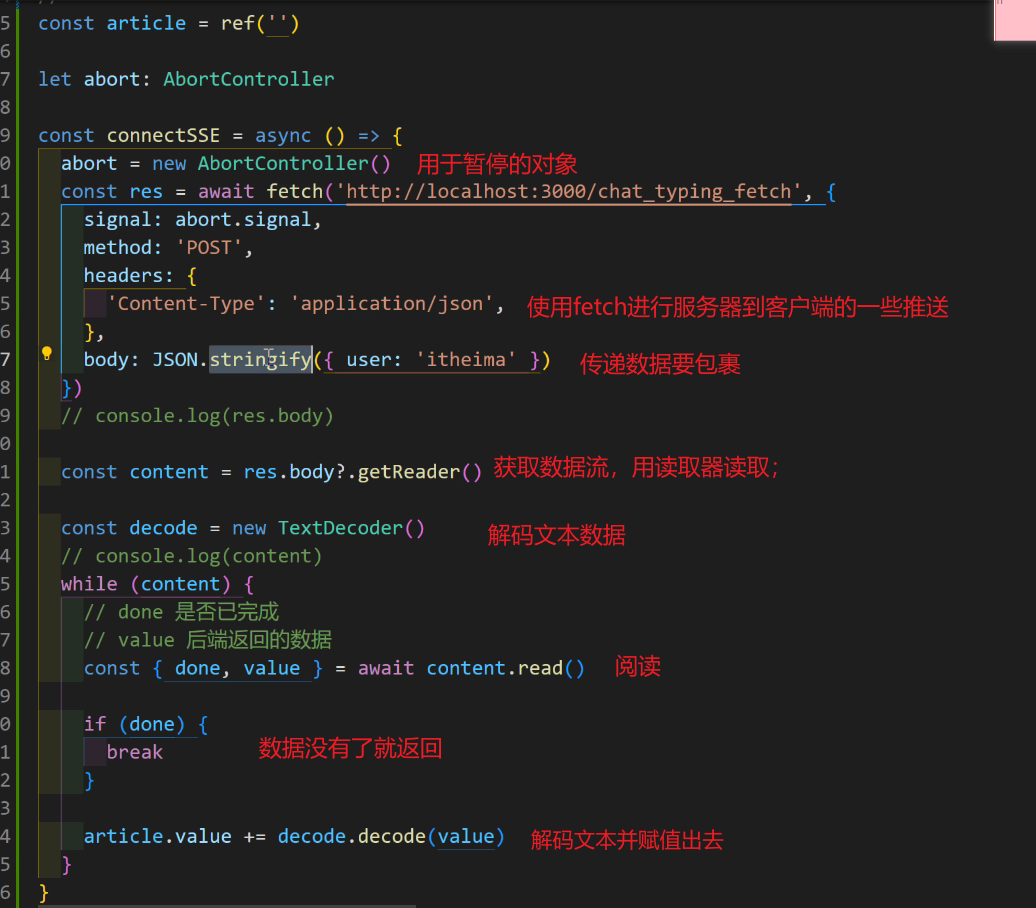 5 const article = ref('')
6
7 let abort: AbortController
8
9 const connectSSE = async () => {
0 abort = new AbortController() 用于暂停的对象
1 const res = await fetch('http://localhost:3000/chat_typing_fetch', {
2 signal: abort.signal,
3 method: 'POST',
4 headers: {
5 'Content-Type': 'application/json', 使用fetch进行服务器到客户端的一些推送
6 },
7 body: JSON.stringify({ user: 'itheima' }) 传递数据要包裹
8 })
9 // console.log(res.body)
0
1 const content = res.body?.getReader() 获取数据流，用读取器读取；
2
3 const decode = new TextDecoder() 解码文本数据
4 // console.log(content)
5 while (content) {
6 // done 是否已完成
7 // value 后端返回的数据
8 const { done, value } = await content.read() 阅读
9
0 if (done) {
1 break 数据没有了就返回
2 }
3
4 article.value += decode.decode(value) 解码文本并赋值出去
5 }
6 }